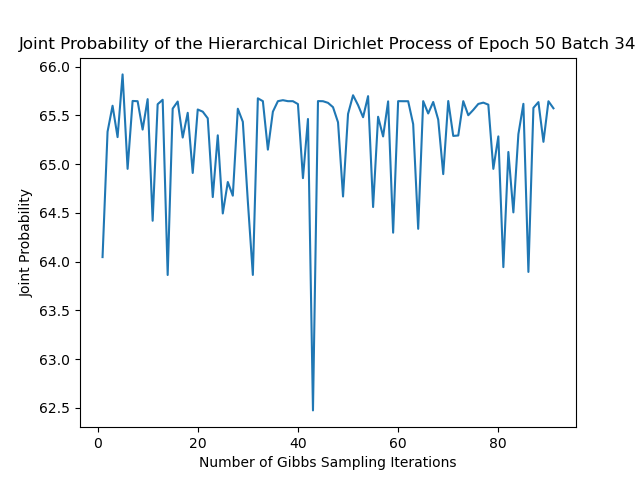 Joint Probability of the Hierarchical Dirichlet Process of Epoch 50 Batch 34
66.0
65.5
65.0
64.5
64.0
63.5
63.0
62.5
Joint Probability
0 20 40 60 80
Number of Gibbs Sampling Iterations